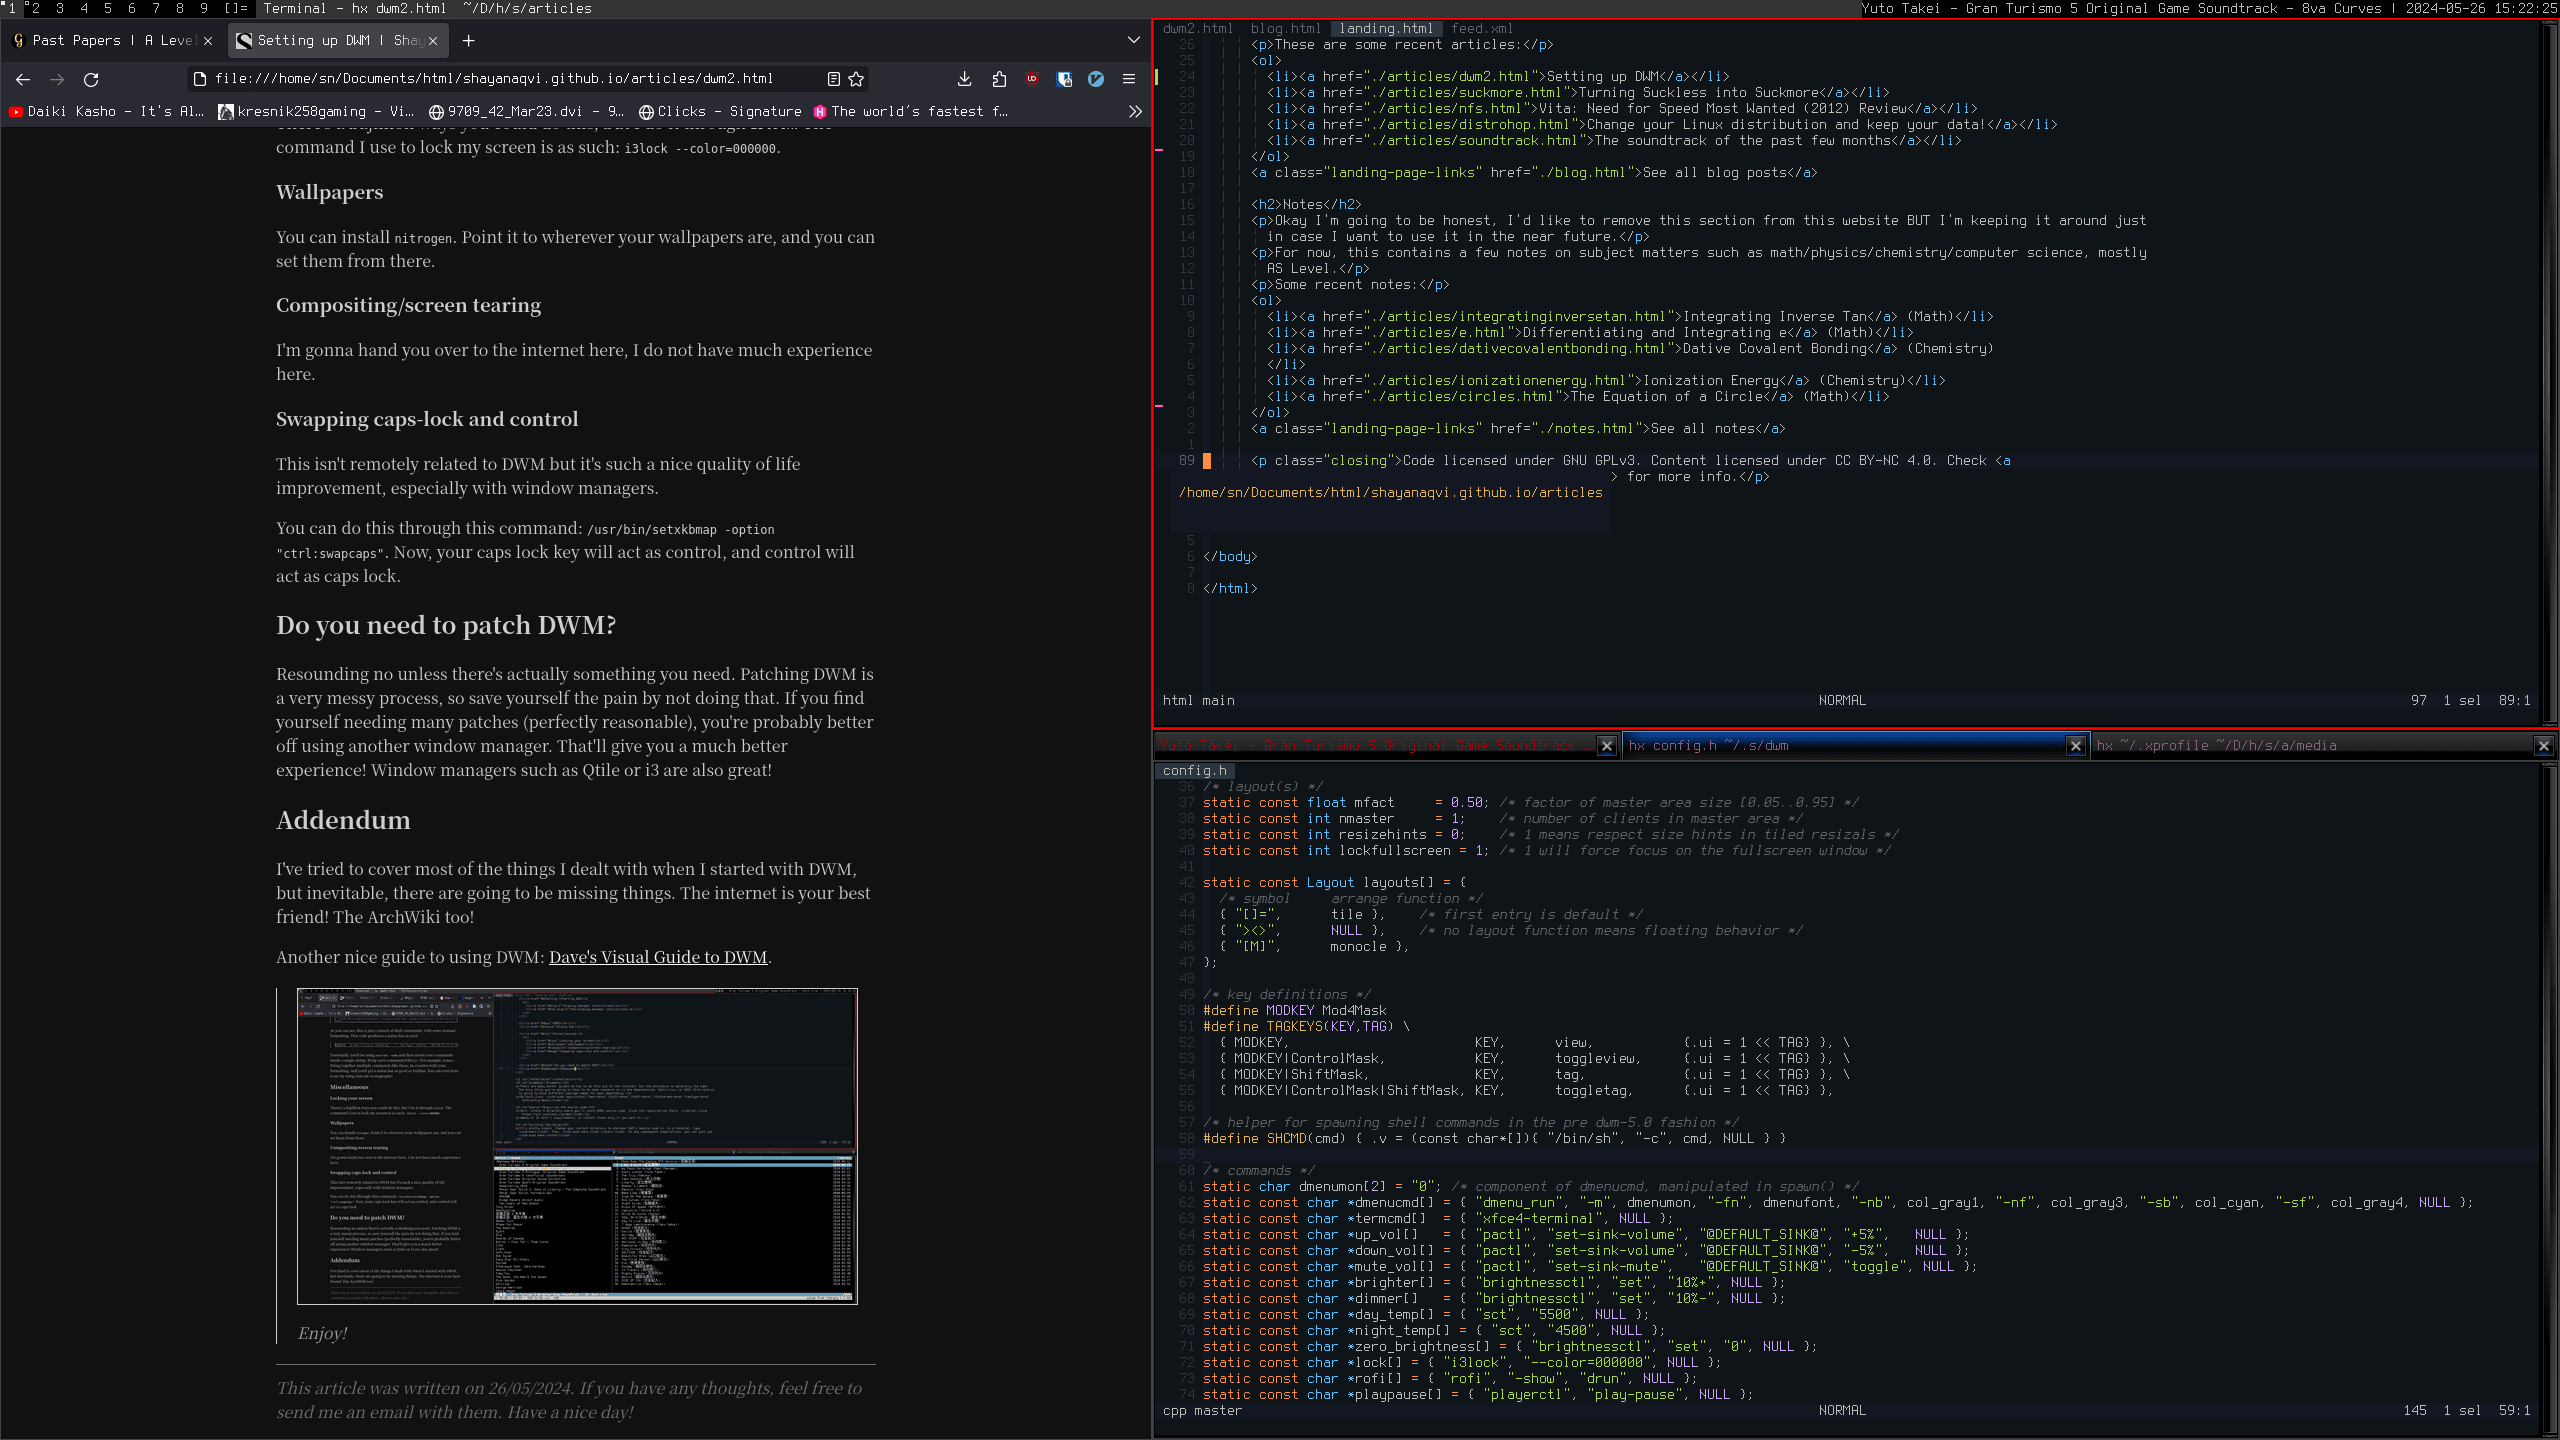 1 2 3 4 5 6 7 8 9 []= Terminal - hx dwm2.html ~/D/h/s/articles
Yuto Takei - Gran Turismo 5 Original Game Soundtrack - 8va Curves | 2024-05-26 15:22:25
Past Papers | A Level
Setting up DWM | Shay
file:///home/sn/Documents/html/shayanaqvi.github.io/articles/dwm2.html
Daiki Kasho - It's Al… kresnik258gaming - Vi… 9709_42_Mar23.dvi - 9… Clicks - Signature The world's fastest f…
command I use to lock my screen is as such: i3lock --color=000000.
Wallpapers
You can install nitrogen. Point it to wherever your wallpapers are, and you can
set them from there.
Compositing/screen tearing
I'm gonna hand you over to the internet here, I do not have much experience
here.
Swapping caps-lock and control
This isn't remotely related to DWM but it's such a nice quality of life
improvement, especially with window managers.
You can do this through this command: /usr/bin/setxkbmap -option
"ctrl:swapcaps". Now, your caps lock key will act as control, and control will
act as caps lock.
Do you need to patch DWM?
Resounding no unless there's actually something you need. Patching DWM is
a very messy process, so save yourself the pain by not doing that. If you find
yourself needing many patches (perfectly reasonable), you're probably better
off using another window manager. That'll give you a much better
experience! Window managers such as Qtile or i3 are also great!
Addendum
I've tried to cover most of the things I dealt with when I started with DWM,
but inevitable, there are going to be missing things. The internet is your best
friend! The ArchWiki too!
Another nice guide to using DWM: Dave's Visual Guide to DWM.
Enjoy!
This article was written on 26/05/2024. If you have any thoughts, feel free to
send me an email with them. Have a nice day!
dwm2.html blog.html landing.html feed.xml
26 <p>These are some recent articles:</p>
25 <ol>
24 <li><a href="./articles/dwm2.html">Setting up DWM</a></li>
23 <li><a href="./articles/suckmore.html">Turning Suckless into Suckmore</a></li>
22 <li><a href="./articles/nfs.html">Vita: Need for Speed Most Wanted (2012) Review</a></li>
21 <li><a href="./articles/distrohop.html">Change your Linux distribution and keep your data!</a></li>
20 <li><a href="./articles/soundtrack.html">The soundtrack of the past few months</a></li>
19 </ol>
18 <a class="landing-page-links" href="./blog.html">See all blog posts</a>
17
16 <h2>Notes</h2>
15 <p>Okay I'm going to be honest, I'd like to remove this section from this website BUT I'm keeping it around just
14 in case I want to use it in the near future.</p>
13 <p>For now, this contains a few notes on subject matters such as math/physics/chemistry/computer science, mostly
12 AS Level.</p>
11 <p>Some recent notes:</p>
10 <ol>
9 <li><a href="./articles/integratinginversetan.html">Integrating Inverse Tan</a> (Math)</li>
8 <li><a href="./articles/e.html">Differentiating and Integrating e</a> (Math)</li>
7 <li><a href="./articles/dativecovalentbonding.html">Dative Covalent Bonding</a> (Chemistry)
6 </li>
5 <li><a href="./articles/ionizationenergy.html">Ionization Energy</a> (Chemistry)</li>
4 <li><a href="./articles/circles.html">The Equation of a Circle</a> (Math)</li>
3 </ol>
2 <a class="landing-page-links" href="./notes.html">See all notes</a>
1
89 <p class="closing">Code licensed under GNU GPLv3. Content licensed under CC BY-NC 4.0. Check <a
> for more info.</p>
/home/sn/Documents/html/shayanaqvi.github.io/articles
5
6 </body>
7
8 </html>
html main NORMAL 97 1 sel 89:1
Yuto Takei - Gran Turismo 5 Original Game Soundtrack … hx config.h ~/.s/dwm hx ~/.xprofile ~/D/h/s/a/media
config.h
36 /* layout(s) */
37 static const float mfact = 0.50; /* factor of master area size [0.05..0.95] */
38 static const int nmaster = 1; /* number of clients in master area */
39 static const int resizehints = 0; /* 1 means respect size hints in tiled resizals */
40 static const int lockfullscreen = 1; /* 1 will force focus on the fullscreen window */
41
42 static const Layout layouts[] = {
43 /* symbol arrange function */
44 { "[]=", tile }, /* first entry is default */
45 { "><>", NULL }, /* no layout function means floating behavior */
46 { "[M]", monocle },
47 };
48
49 /* key definitions */
50 #define MODKEY Mod4Mask
51 #define TAGKEYS(KEY,TAG) \
52 { MODKEY, KEY, view, {.ui = 1 << TAG} }, \
53 { MODKEY|ControlMask, KEY, toggleview, {.ui = 1 << TAG} }, \
54 { MODKEY|ShiftMask, KEY, tag, {.ui = 1 << TAG} }, \
55 { MODKEY|ControlMask|ShiftMask, KEY, toggletag, {.ui = 1 << TAG} },
56
57 /* helper for spawning shell commands in the pre dwm-5.0 fashion */
58 #define SHCMD(cmd) { .v = (const char*[]){ "/bin/sh", "-c", cmd, NULL } }
59
60 /* commands */
61 static char dmenumon[2] = "0"; /* component of dmenucmd, manipulated in spawn() */
62 static const char *dmenucmd[] = { "dmenu_run", "-m", dmenumon, "-fn", dmenufont, "-nb", col_gray1, "-nf", col_gray3, "-sb", col_cyan, "-sf", col_gray4, NULL };
63 static const char *termcmd[] = { "xfce4-terminal", NULL };
64 static const char *up_vol[] = { "pactl", "set-sink-volume", "@DEFAULT_SINK@", "+5%", NULL };
65 static const char *down_vol[] = { "pactl", "set-sink-volume", "@DEFAULT_SINK@", "-5%", NULL };
66 static const char *mute_vol[] = { "pactl", "set-sink-mute", "@DEFAULT_SINK@", "toggle", NULL };
67 static const char *brighter[] = { "brightnessctl", "set", "10%+", NULL };
68 static const char *dimmer[] = { "brightnessctl", "set", "10%-", NULL };
69 static const char *day_temp[] = { "sct", "5500", NULL };
70 static const char *night_temp[] = { "sct", "4500", NULL };
71 static const char *zero_brightness[] = { "brightnessctl", "set", "0", NULL };
72 static const char *lock[] = { "i3lock", "--color=000000", NULL };
73 static const char *rofi[] = { "rofi", "-show", "drun", NULL };
74 static const char *playpause[] = { "playerctl", "play-pause", NULL };
cpp master NORMAL 145 1 sel 59:1